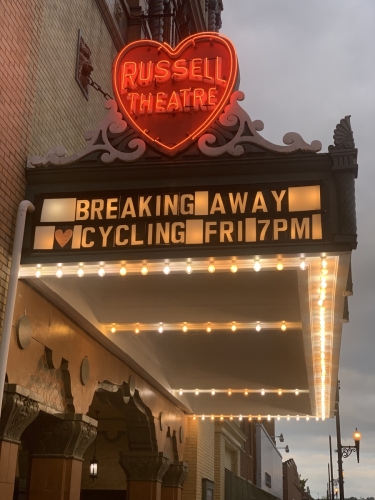 RUSSELL
THEATRE
BREAKING AWAY
CYCLING FRI 7PM